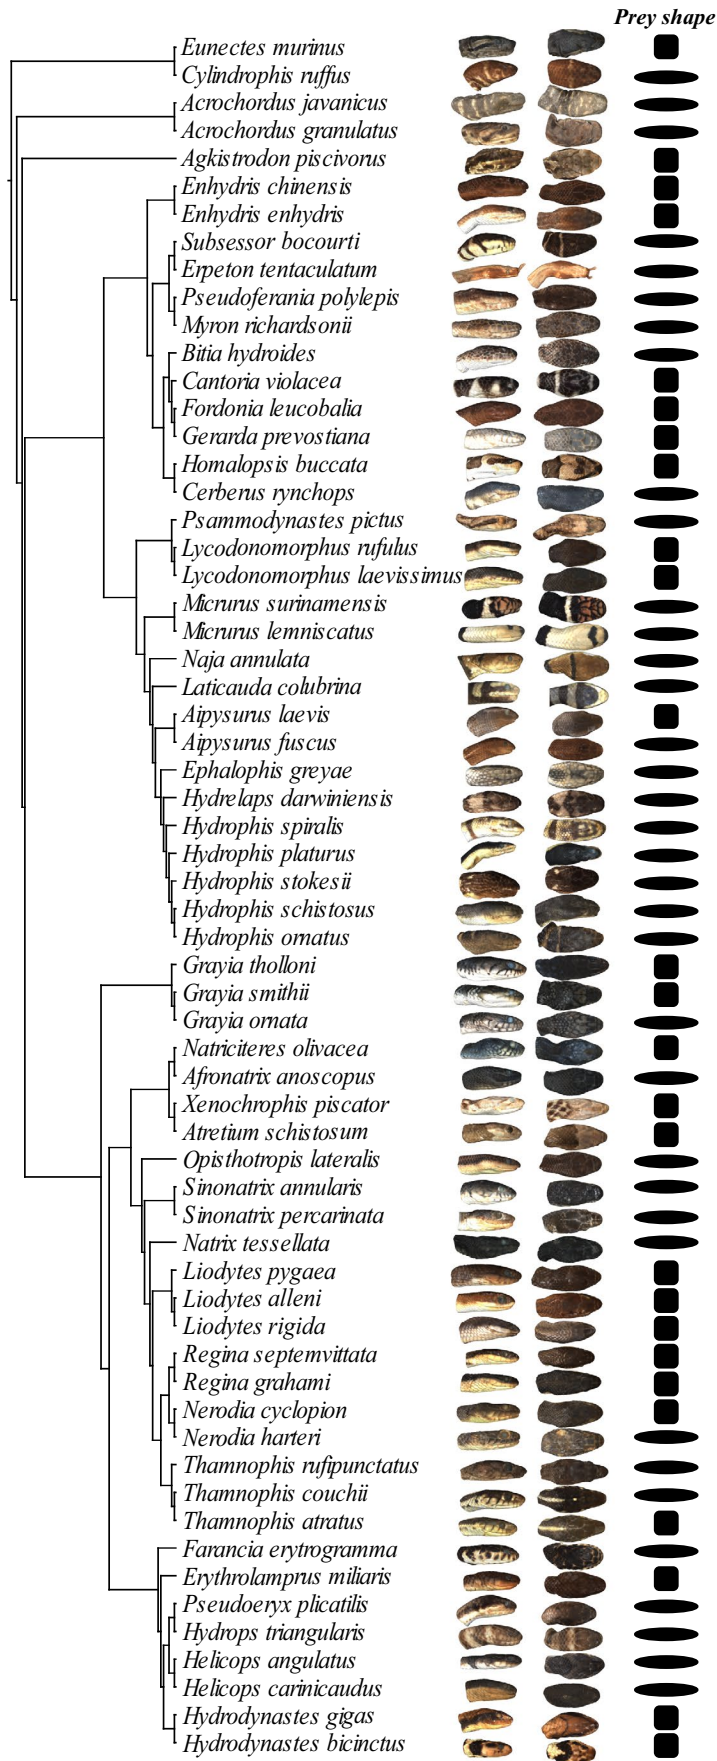 Prey shape
Eunectes murinus
Cylindrophis ruffus
Acrochordus javanicus
Acrochordus granulatus
Agkistrodon piscivorus
Enhydris chinensis
Enhydris enhydris
Subsessor bocourti
Erpeton tentaculatum
Pseudoferania polylepis
Myron richardsonii
Bitia hydroides
Cantoria violacea
Fordonia leucobalia
Gerarda prevostiana
Homalopsis buccata
Cerberus rynchops
Psammodynastes pictus
Lycodonomorphus rufulus
Lycodonomorphus laevissimus
Micrurus surinamensis
Micrurus lemniscatus
Naja annulata
Laticauda colubrina
Aipysurus laevis
Aipysurus fuscus
Ephalophis greyae
Hydrelaps darwiniensis
Hydrophis spiralis
Hydrophis platurus
Hydrophis stokesii
Hydrophis schistosus
Hydrophis ornatus
Grayia tholloni
Grayia smithii
Grayia ornata
Natriciteres olivacea
Afronatrix anoscopus
Xenochrophis piscator
Atretium schistosum
Opisthotropis lateralis
Sinonatrix annularis
Sinonatrix percarinata
Natrix tessellata
Liodytes pygaea
Liodytes alleni
Liodytes rigida
Regina septemvittata
Regina grahami
Nerodia cyclopion
Nerodia harteri
Thamnophis rufipunctatus
Thamnophis couchii
Thamnophis atratus
Farancia erytrogramma
Erythrolamprus miliaris
Pseudoeryx plicatilis
Hydrops triangularis
Helicops angulatus
Helicops carinicaudus
Hydrodynastes gigas
Hydrodynastes bicinctus